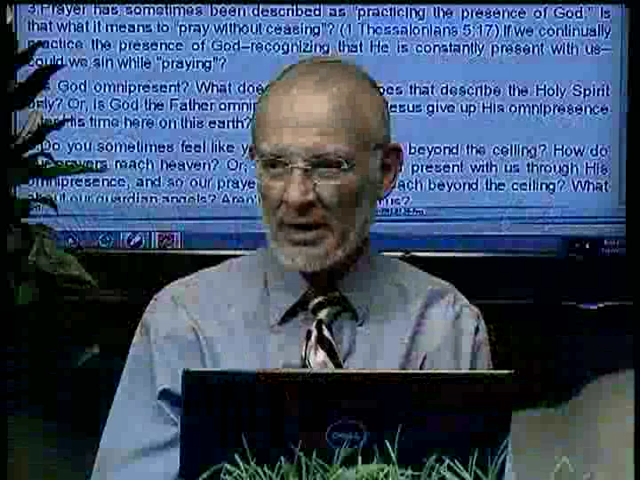 3.Prayer has sometimes been described as "practicing the presence of God." Is
that what it means to "pray without ceasing"? (1 Thessalonians 5:17) If we continually
practice the presence of God—recognizing that He is constantly present with us—
could we sin while "praying"?
God omnipresent? What does that describe the Holy Spirit
only? Or, is God the Father esus give up His omnipresence
His time here on this earth?
Do you sometimes feel like beyond the ceiling? How do
prayers reach heaven? Or, present with us through His
omnipresence, and so our beyond the ceiling? What
our guardian angels?
DELL